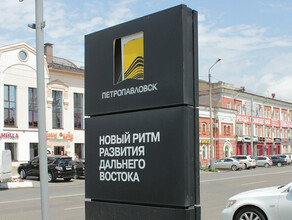 ПЕТРОПАВЛОВСК
НОВЫЙ РИТМ
РАЗВИТИЯ
ДАЛЬНЕГО
ВОСТОКА